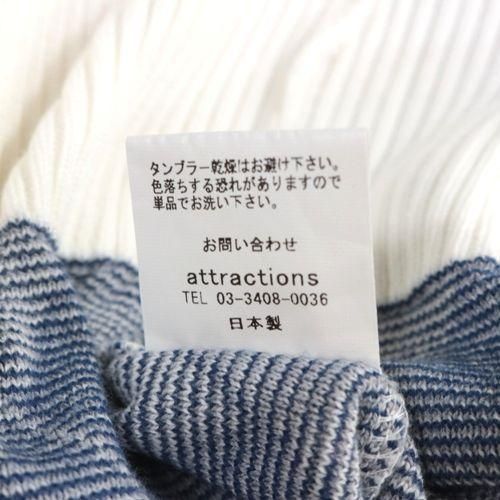 タンブラー乾燥はお避け下さい。
色落ちする恐れがありますので
単品でお洗い下さい。
お問い合わせ
attractions
TEL 03-3408-0036
日本製